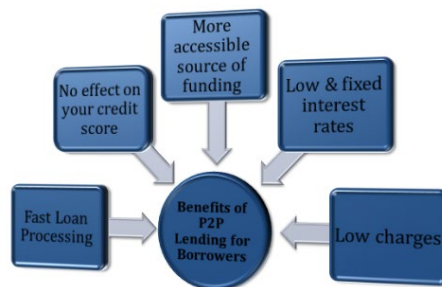 More
accessible
source of
funding
No effect on
your credit
score
Low & fixed
interest
rates
Fast Loan
Processing
Benefits of
P2P
Lending for
Borrowers
Low charges